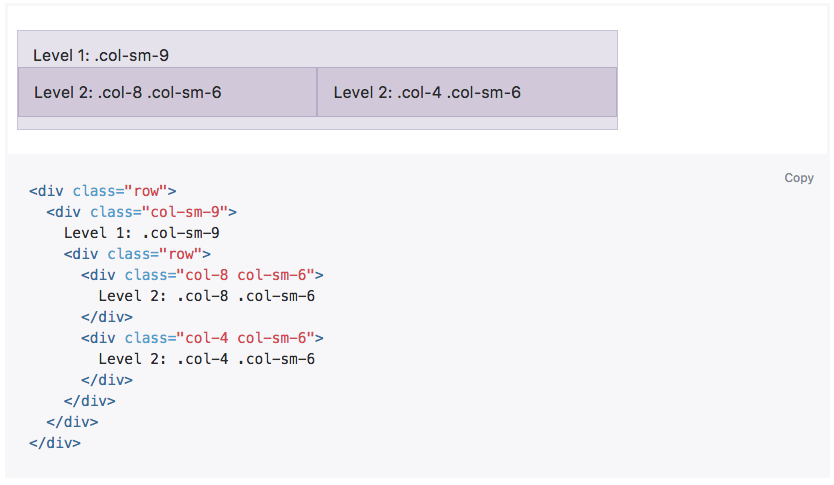 Level 1: .col-sm-9
Level 2: .col-8 .col-sm-6 Level 2: .col-4 .col-sm-6
Copy
<div class="row">
  <div class="col-sm-9">
    Level 1: .col-sm-9
    <div class="row">
      <div class="col-8 col-sm-6">
        Level 2: .col-8 .col-sm-6
      </div>
      <div class="col-4 col-sm-6">
        Level 2: .col-4 .col-sm-6
      </div>
    </div>
  </div>
</div>